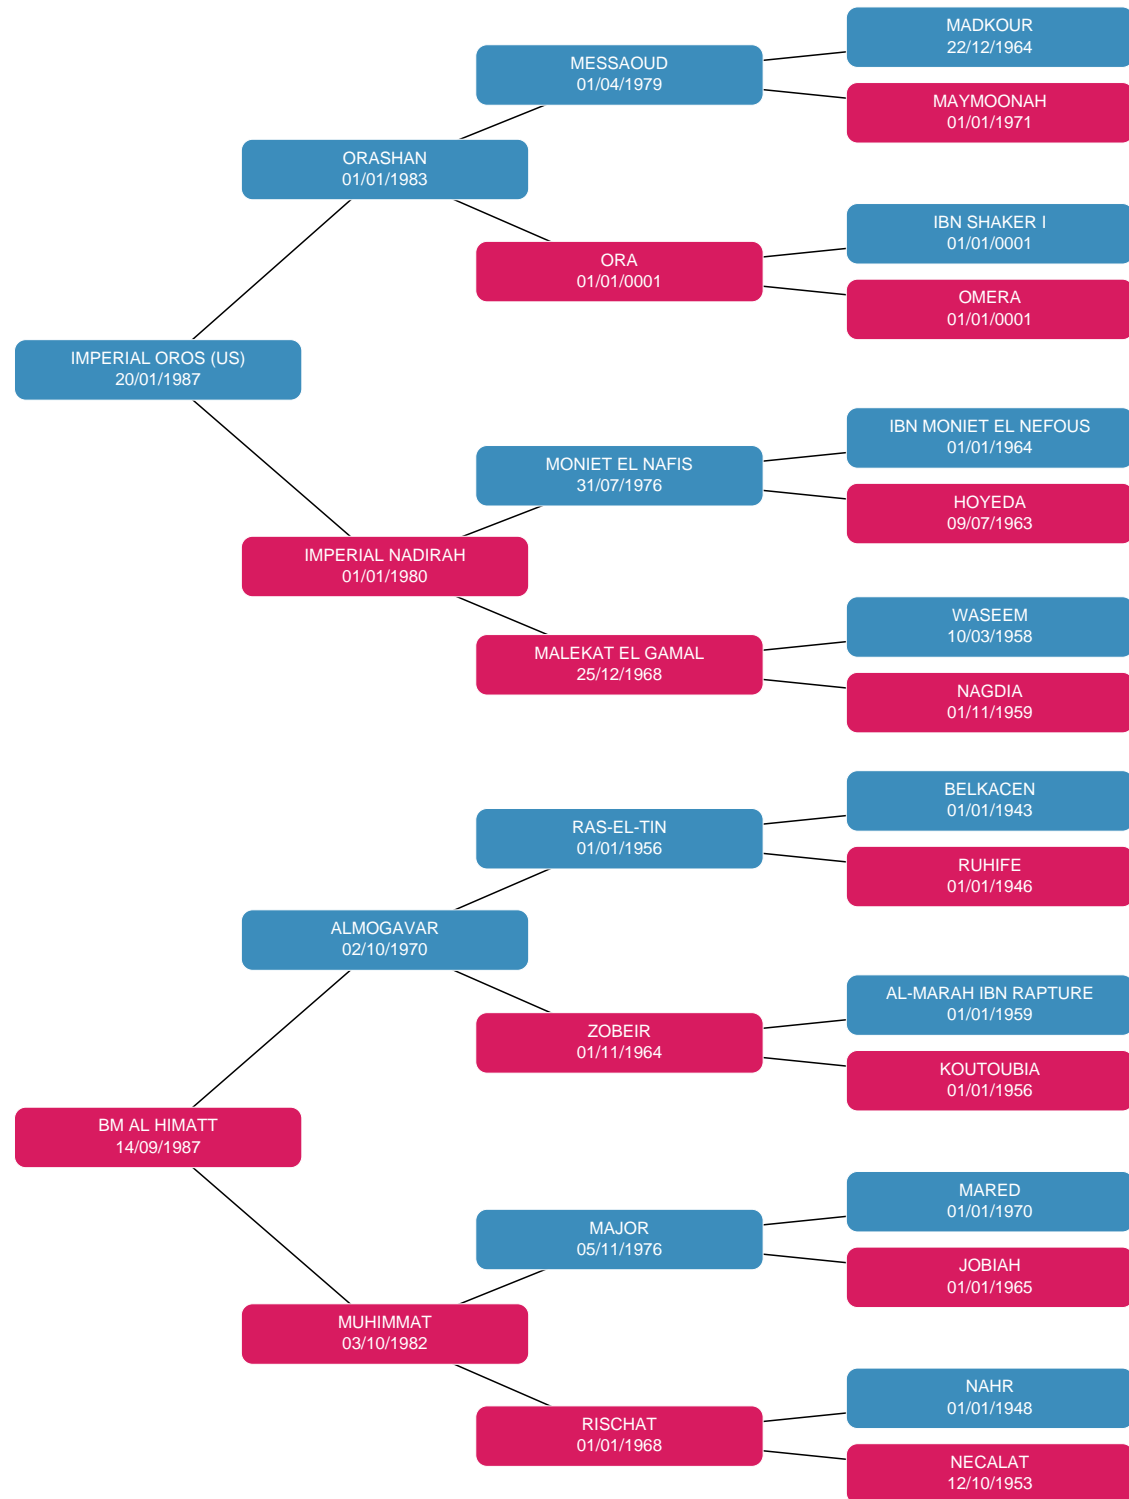 MADKOUR
22/12/1964
MESSAOUD
01/04/1979
MAYMOONAH
01/01/1971
ORASHAN
01/01/1983
IBN SHAKER I
01/01/0001
ORA
01/01/0001
OMERA
01/01/0001
IMPERIAL OROS (US)
20/01/1987
IBN MONIET EL NEFOUS
01/01/1964
MONIET EL NAFIS
31/07/1976
HOYEDA
09/07/1963
IMPERIAL NADIRAH
01/01/1980
WASEEM
10/03/1958
MALEKAT EL GAMAL
25/12/1968
NAGDIA
01/11/1959
BELKACEN
01/01/1943
RAS-EL-TIN
01/01/1956
RUHIFE
01/01/1946
ALMOGAVAR
02/10/1970
AL-MARAH IBN RAPTURE
01/01/1959
ZOBEIR
01/11/1964
KOUTOUBIA
01/01/1956
BM AL HIMATT
14/09/1987
MARED
01/01/1970
MAJOR
05/11/1976
JOBIAH
01/01/1965
MUHIMMAT
03/10/1982
NAHR
01/01/1948
RISCHAT
01/01/1968
NECALAT
12/10/1953